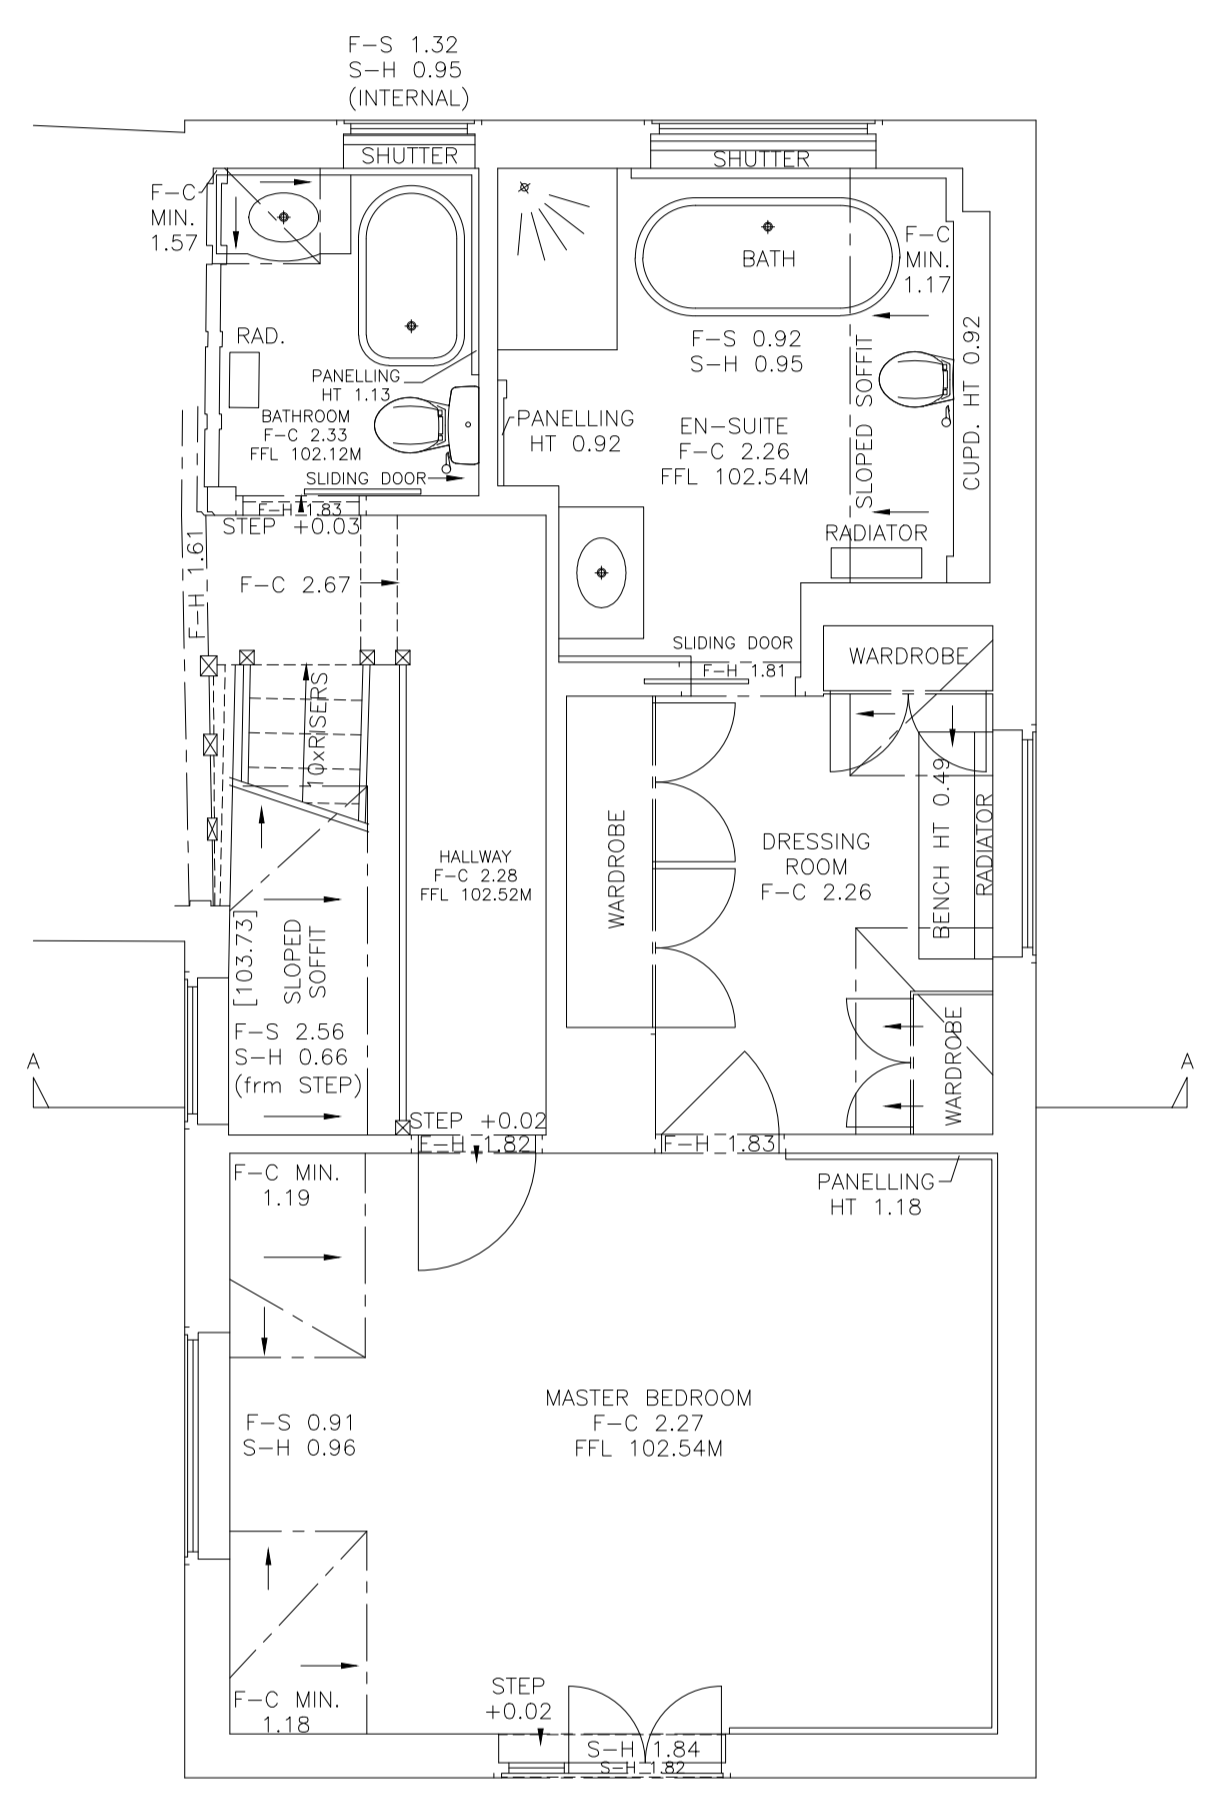 F-S 1.32
S-H 0.95
(INTERNAL)
SHUTTER
SHUTTER
F-C
MIN.
1.57
RAD.
PANELLING
HT 1.13
BATHROOM
F-C 2.33
FFL 102.12M
SLIDING DOOR
F-H 1.83
STEP +0.03
BATH
F-C
MIN.
1.17
F-S 0.92
S-H 0.95
PANELLING
HT 0.92
EN-SUITE
F-C 2.26
FFL 102.54M
SLOPED SOFFIT
CUPD. HT 0.92
RADIATOR
F-H 1.61
F-C 2.67
SLIDING DOOR
F-H 1.81
WARDROBE
10xRISERS
WARDROBE
DRESSING
ROOM
F-C 2.26
BENCH HT 0.49
RADIATOR
HALLWAY
F-C 2.28
FFL 102.52M
[103.73]
SLOPED
SOFFIT
F-S 2.56
S-H 0.66
(frm STEP)
WARDROBE
A
A
STEP +0.02
F-H 1.82
F-H 1.83
F-C MIN.
1.19
PANELLING
HT 1.18
MASTER BEDROOM
F-C 2.27
FFL 102.54M
F-S 0.91
S-H 0.96
F-C MIN.
1.18
STEP
+0.02
S-H 1.84
S-H 1.82